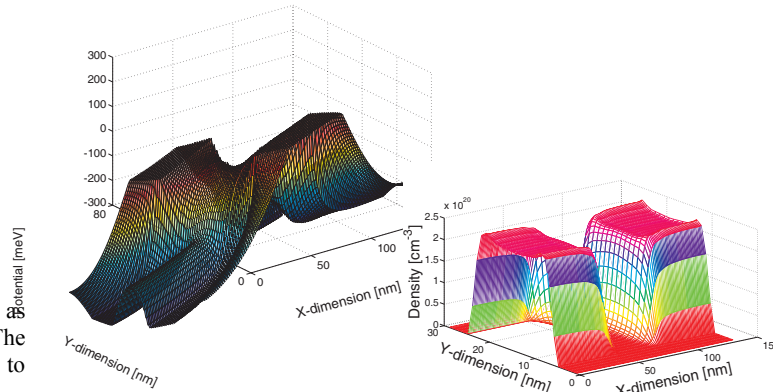 300
200
100
0
-100
-200
-300
80
0
0
50
100
X-dimension [nm]
Y-dimension [nm]
otential [meV]
as
The
to
x 10^20
2.5
2
1.5
1
0.5
0
30
20
10
0
0
50
100
15
Density [cm^-3]
Y-dimension [nm]
X-dimension [nm]